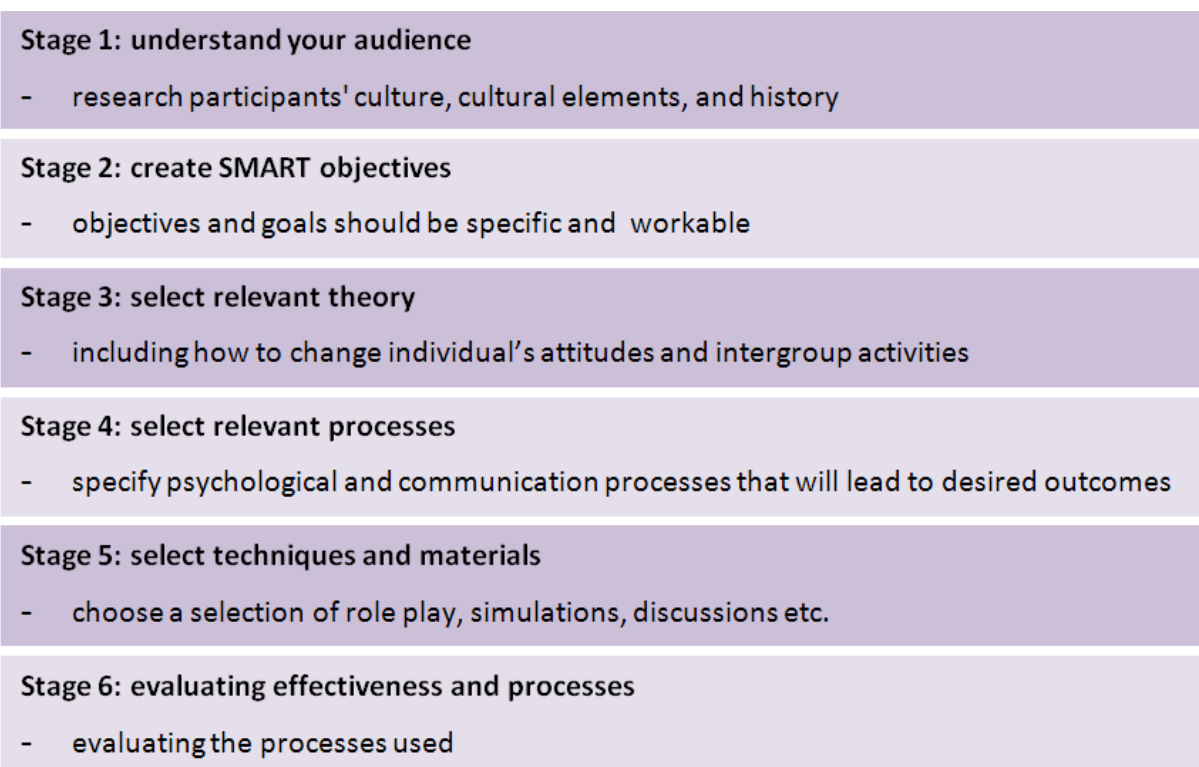 Stage 1: understand your audience
- research participants' culture, cultural elements, and history
Stage 2: create SMART objectives
- objectives and goals should be specific and workable
Stage 3: select relevant theory
- including how to change individual’s attitudes and intergroup activities
Stage 4: select relevant processes
- specify psychological and communication processes that will lead to desired outcomes
Stage 5: select techniques and materials
- choose a selection of role play, simulations, discussions etc.
Stage 6: evaluating effectiveness and processes
- evaluating the processes used